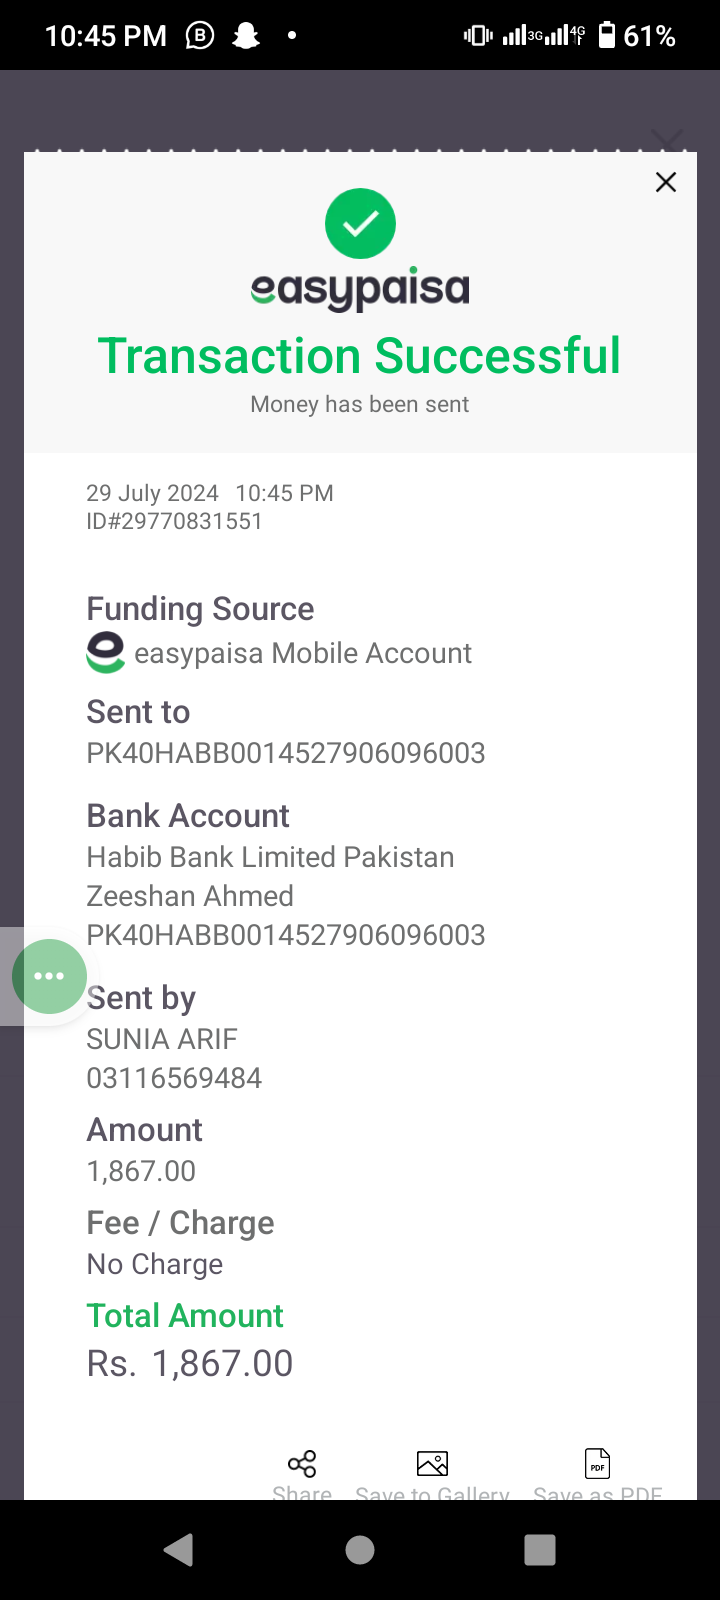 10:45 PM
3G 4G 61%
easypaisa
Transaction Successful
Money has been sent
29 July 2024 10:45 PM
ID#29770831551
Funding Source
easypaisa Mobile Account
Sent to
PK40HABB0014527906096003
Bank Account
Habib Bank Limited Pakistan
Zeeshan Ahmed
PK40HABB0014527906096003
Sent by
SUNIA ARIF
03116569484
Amount
1,867.00
Fee / Charge
No Charge
Total Amount
Rs. 1,867.00
PDF
Share Save to Gallery Save as PDF